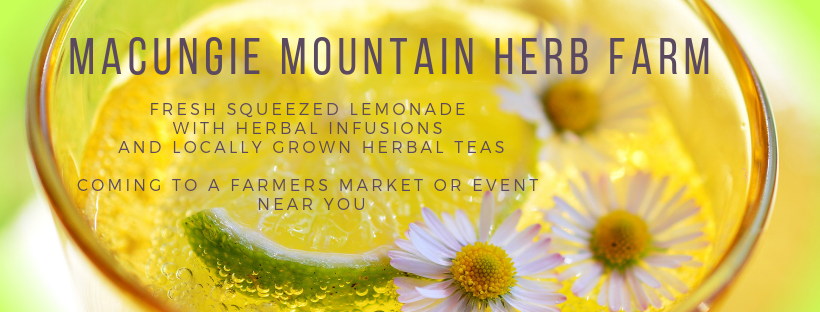 MACUNGIE MOUNTAIN HERB FARM
FRESH SQUEEZED LEMONADE
WITH HERBAL INFUSIONS
AND LOCALLY GROWN HERBAL TEAS
COMING TO A FARMERS MARKET OR EVENT
NEAR YOU